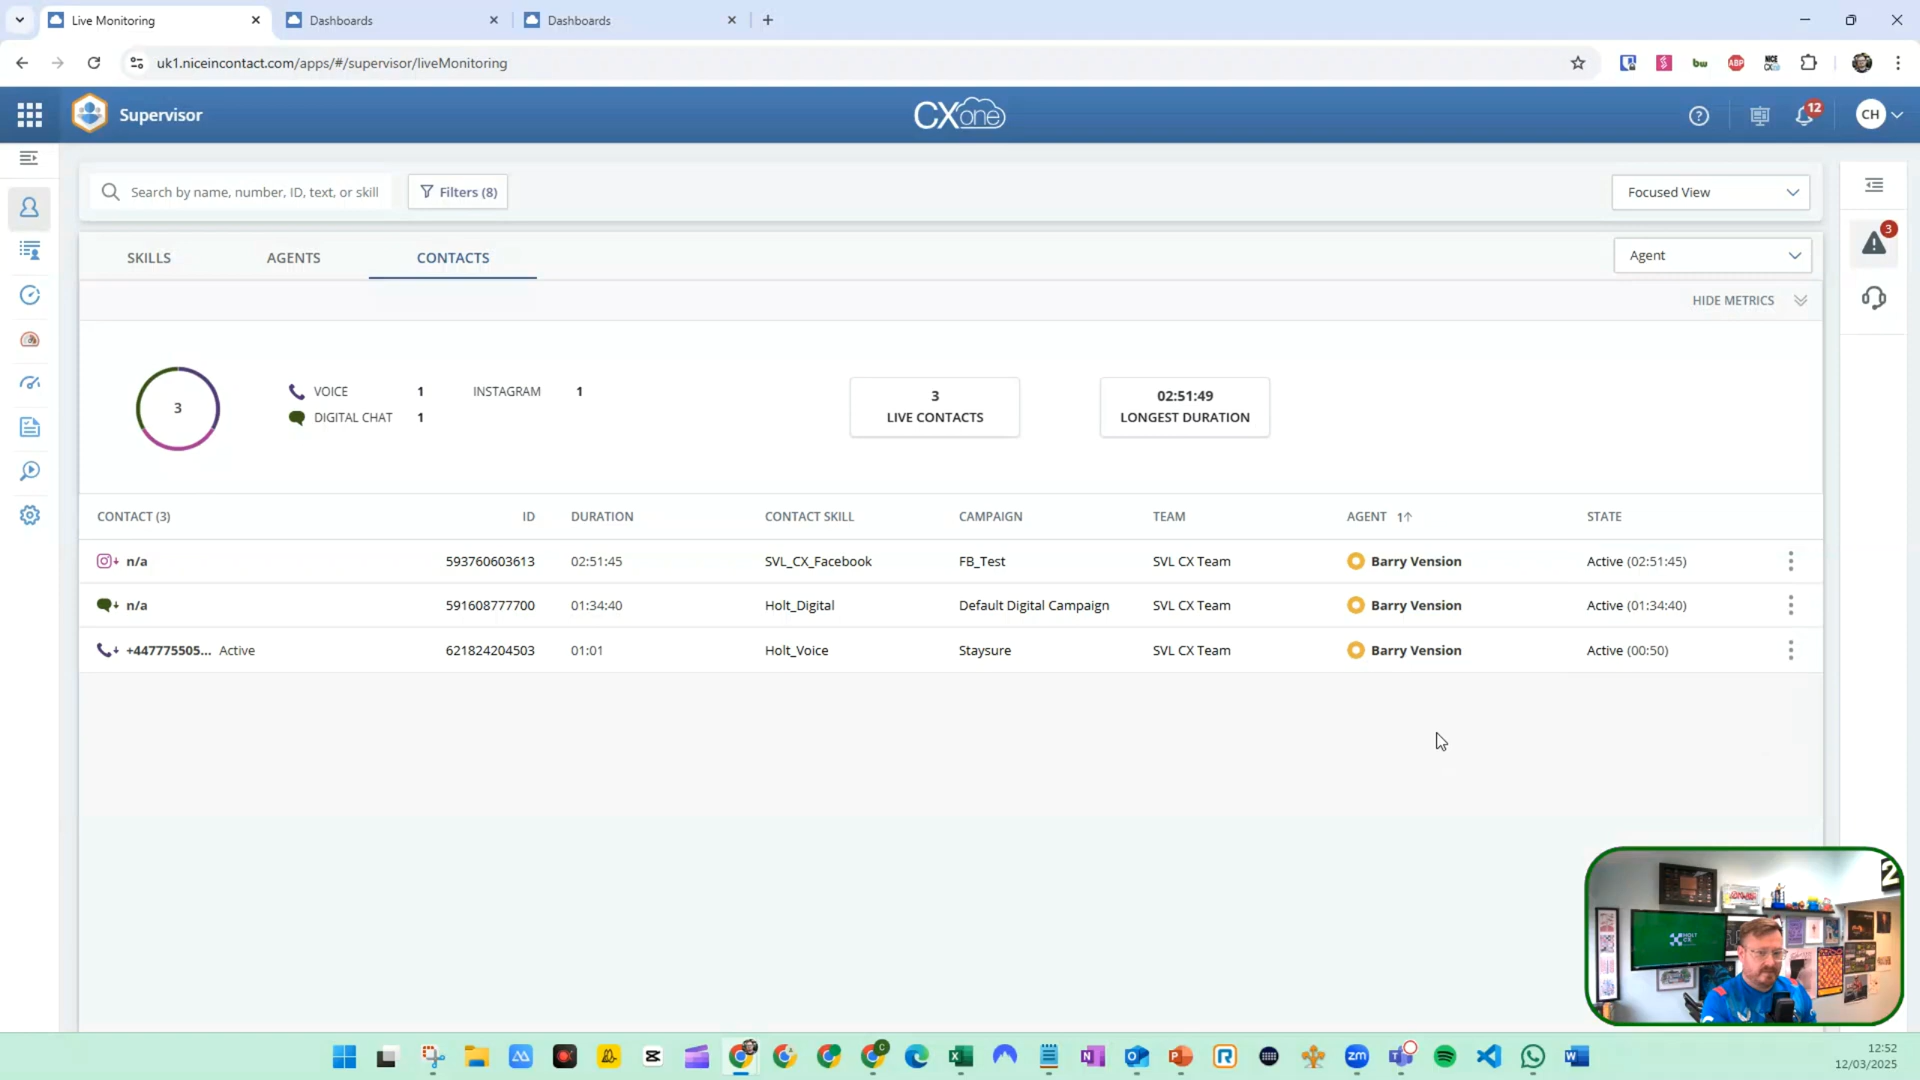 Live Monitoring
Dashboards
Dashboards
uk1.niceincontact.com/apps/#/supervisor/liveMonitoring
Supervisor
CXone
12
CH
Search by name, number, ID, text, or skill
Filters (8)
Focused View
SKILLS
AGENTS
CONTACTS
Agent
3
HIDE METRICS
3
VOICE 1
INSTAGRAM 1
DIGITAL CHAT 1
3
LIVE CONTACTS
02:51:49
LONGEST DURATION
CONTACT (3) ID DURATION CONTACT SKILL CAMPAIGN TEAM AGENT 1↑ STATE
n/a 593760603613 02:51:45 SVL_CX_Facebook FB_Test SVL CX Team Barry Vension Active (02:51:45)
n/a 591608777700 01:34:40 Holt_Digital Default Digital Campaign SVL CX Team Barry Vension Active (01:34:40)
+447775505... Active 621824204503 01:01 Holt_Voice Staysure SVL CX Team Barry Vension Active (00:50)
HOLT
CX
2
12:52
12/03/2025